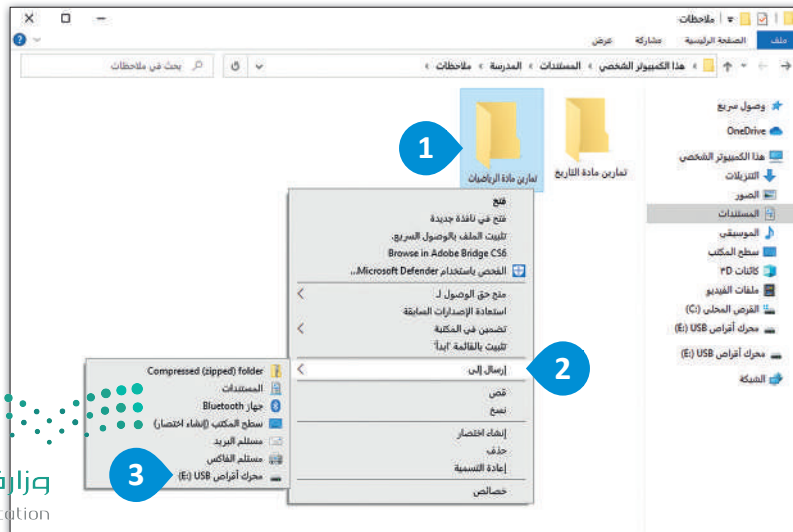 ملاحظات
ملف الصفحة الرئيسية مشاركة عرض
هذا الكمبيوتر الشخصي › المستندات › المدرسة › ملاحظات ›
بحث في ملاحظات
وصول سريع
OneDrive
هذا الكمبيوتر الشخصي
التنزيلات
الصور
المستندات
الموسيقى
سطح المكتب
كائنات ٣D
ملفات الفيديو
القرص المحلي (C:)
محرك أقراص USB (E:)
محرك أقراص USB (E:)
الشبكة
تمارين مادة التاريخ
تمارين مادة الرياضيات
1
فتح
فتح في نافذة جديدة
تثبيت الملف بالوصول السريع.
Browse in Adobe Bridge CS6
الفحص باستخدام Microsoft Defender...
منح حق الوصول لـ
استعادة الإصدارات السابقة
تضمين في المكتبة
تثبيت بالقائمة "ابدأ"
إرسال إلى
2
قص
نسخ
إنشاء اختصار
حذف
إعادة التسمية
خصائص
Compressed (zipped) folder
المستندات
جهاز Bluetooth
سطح المكتب (إنشاء اختصار)
مستلم البريد
مستلم الفاكس
محرك أقراص USB (E:)
3